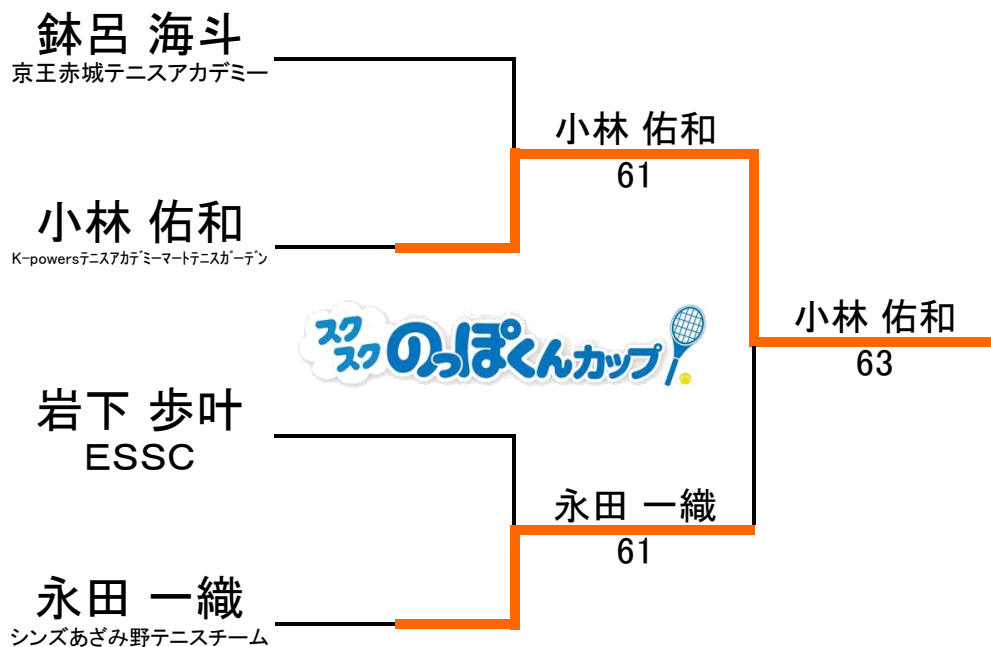 鉢呂 海斗
京王赤城テニスアカデミー
小林 佑和
61
小林 佑和
K-powersﾃﾆｽｱｶﾃﾞﾐｰマートテニスガーデン
スク
スク
のっぽくんカップ
小林 佑和
63
岩下 歩叶
ESSC
永田 一織
61
永田 一織
シンズあざみ野テニスチーム